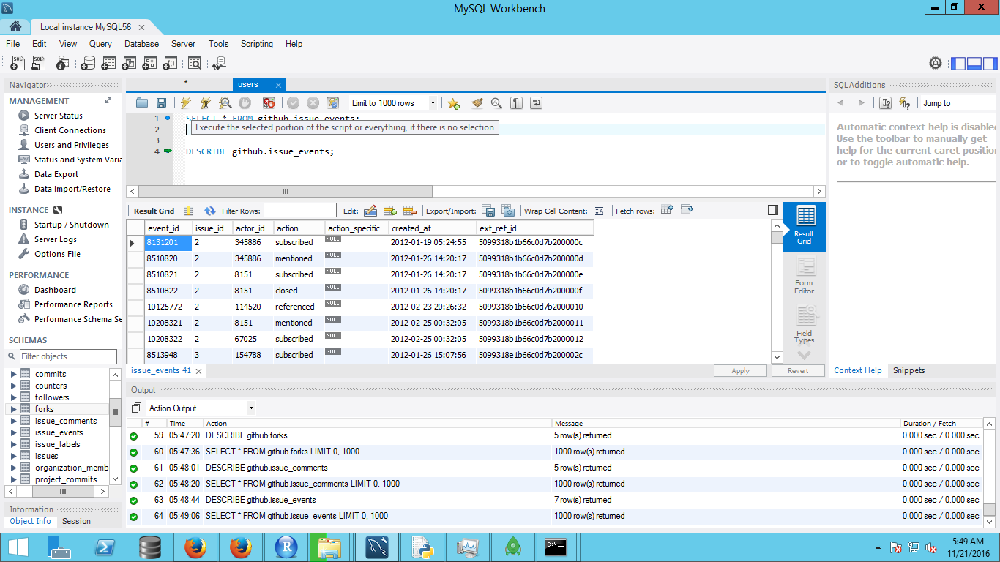 MySQL Workbench
Local instance MySQL56
File Edit View Query Database Server Tools Scripting Help
Navigator
MANAGEMENT
Server Status
Client Connections
Users and Privileges
Status and System Varia
Data Export
Data Import/Restore
INSTANCE
Startup / Shutdown
Server Logs
Options File
PERFORMANCE
Dashboard
Performance Reports
Performance Schema Se
SCHEMAS
Filter objects
commits
counters
followers
forks
issue_comments
issue_events
issue_labels
issues
organization_memb
project_commits
Information
Object Info Session
users
Limit to 1000 rows
1 SELECT * FROM github.issue_events;
2
Execute the selected portion of the script or everything, if there is no selection
3
4 DESCRIBE github.issue_events;
Result Grid Filter Rows: Edit: Export/Import: Wrap Cell Content: Fetch rows:
event_id issue_id actor_id action action_specific created_at ext_ref_id
8131201 2 345886 subscribed NULL 2012-01-19 05:24:55 5099318b1b66c0d7b200000c
8510820 2 345886 mentioned NULL 2012-01-26 14:20:17 5099318b1b66c0d7b200000d
8510821 2 8151 subscribed NULL 2012-01-26 14:20:17 5099318b1b66c0d7b200000e
8510822 2 8151 closed NULL 2012-01-26 14:20:17 5099318b1b66c0d7b200000f
10125772 2 114520 referenced NULL 2012-02-23 20:26:32 5099318b1b66c0d7b2000010
10208321 2 8151 mentioned NULL 2012-02-25 00:32:05 5099318b1b66c0d7b2000011
10208322 2 67025 subscribed NULL 2012-02-25 00:32:05 5099318b1b66c0d7b2000012
8513948 3 154788 subscribed NULL 2012-01-26 15:07:56 5099318e1b66c0d7b200002c
Result
Grid
Form
Editor
Field
Types
issue_events 41
Apply Revert
SQLAdditions
Jump to
Automatic context help is disabled
Use the toolbar to manually get
help for the current caret position
or to toggle automatic help.
Context Help Snippets
Output
Action Output
# Time Action Message Duration / Fetch
59 05:47:20 DESCRIBE github.forks 5 row(s) returned 0.000 sec / 0.000 sec
60 05:47:36 SELECT * FROM github.forks LIMIT 0, 1000 1000 row(s) returned 0.000 sec / 0.000 sec
61 05:48:01 DESCRIBE github.issue_comments 5 row(s) returned 0.000 sec / 0.000 sec
62 05:48:20 SELECT * FROM github.issue_comments LIMIT 0, 1000 1000 row(s) returned 0.000 sec / 0.000 sec
63 05:48:44 DESCRIBE github.issue_events 7 row(s) returned 0.000 sec / 0.000 sec
64 05:49:06 SELECT * FROM github.issue_events LIMIT 0, 1000 1000 row(s) returned 0.000 sec / 0.000 sec
5:49 AM
11/21/2016